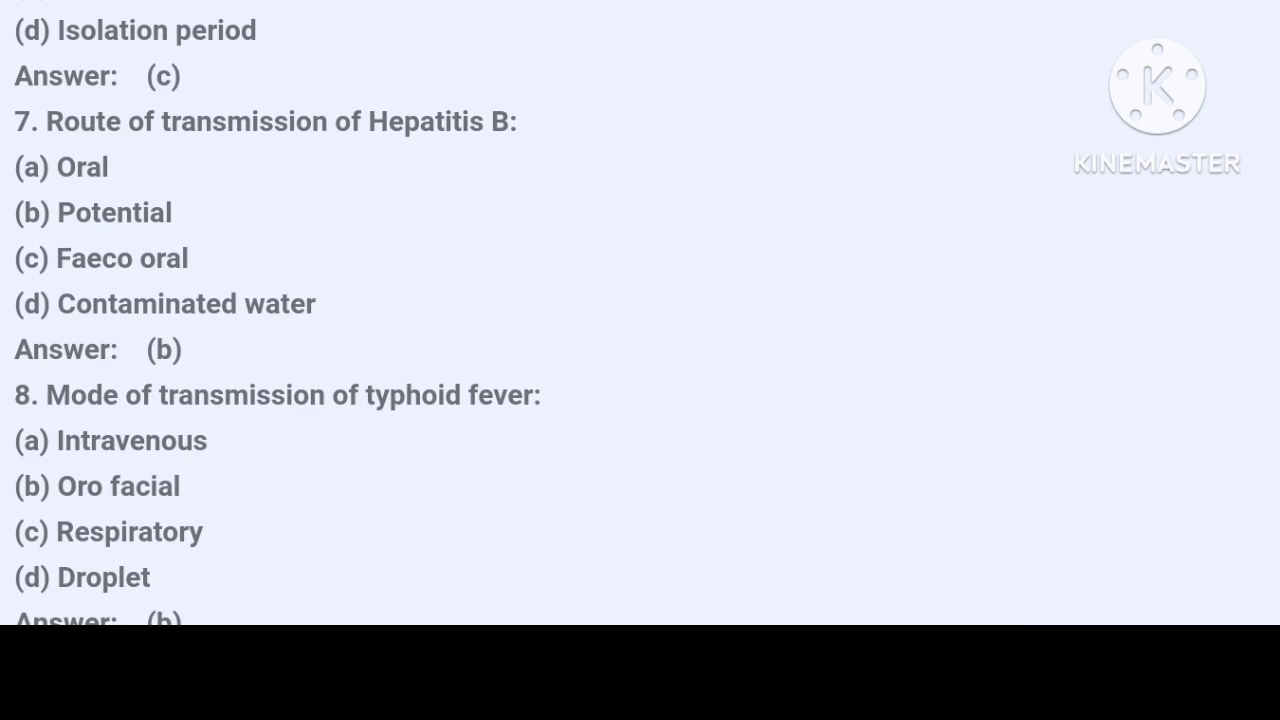 (d) Isolation period
Answer: (c)
7. Route of transmission of Hepatitis B:
(a) Oral
(b) Potential
(c) Faeco oral
(d) Contaminated water
Answer: (b)
8. Mode of transmission of typhoid fever:
(a) Intravenous
(b) Oro facial
(c) Respiratory
(d) Droplet
Answer: (b)
K
KINEMASTER